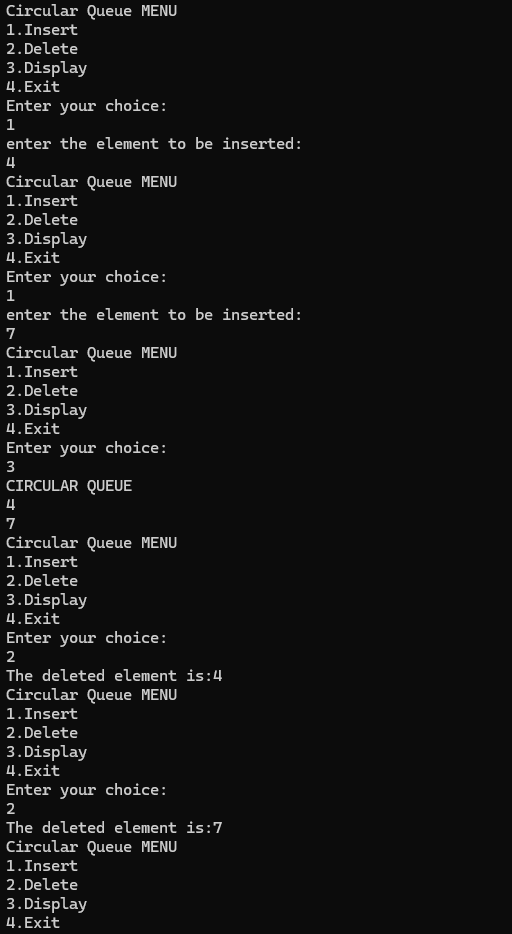 Circular Queue MENU
1.Insert
2.Delete
3.Display
4.Exit
Enter your choice:
1
enter the element to be inserted:
4
Circular Queue MENU
1.Insert
2.Delete
3.Display
4.Exit
Enter your choice:
1
enter the element to be inserted:
7
Circular Queue MENU
1.Insert
2.Delete
3.Display
4.Exit
Enter your choice:
3
CIRCULAR QUEUE
4
7
Circular Queue MENU
1.Insert
2.Delete
3.Display
4.Exit
Enter your choice:
2
The deleted element is:4
Circular Queue MENU
1.Insert
2.Delete
3.Display
4.Exit
Enter your choice:
2
The deleted element is:7
Circular Queue MENU
1.Insert
2.Delete
3.Display
4.Exit